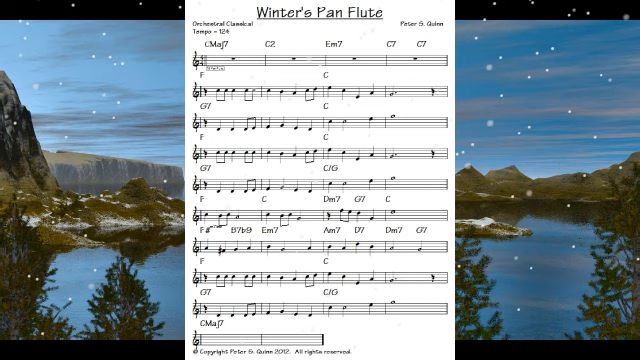 Winter's Pan Flute
Orchestral Classical Peter S. Quinn
Tempo = 124
CMaj7 C2 Em7 C7 C7
F C
G7 C
F C
G7 C/G
F C Dm7 G7 C
F# B7b9 Em7 Am7 D7 Dm7 G7
F C
G7 C/G
CMaj7
© Copyright Peter S. Quinn 2012. All rights reserved.